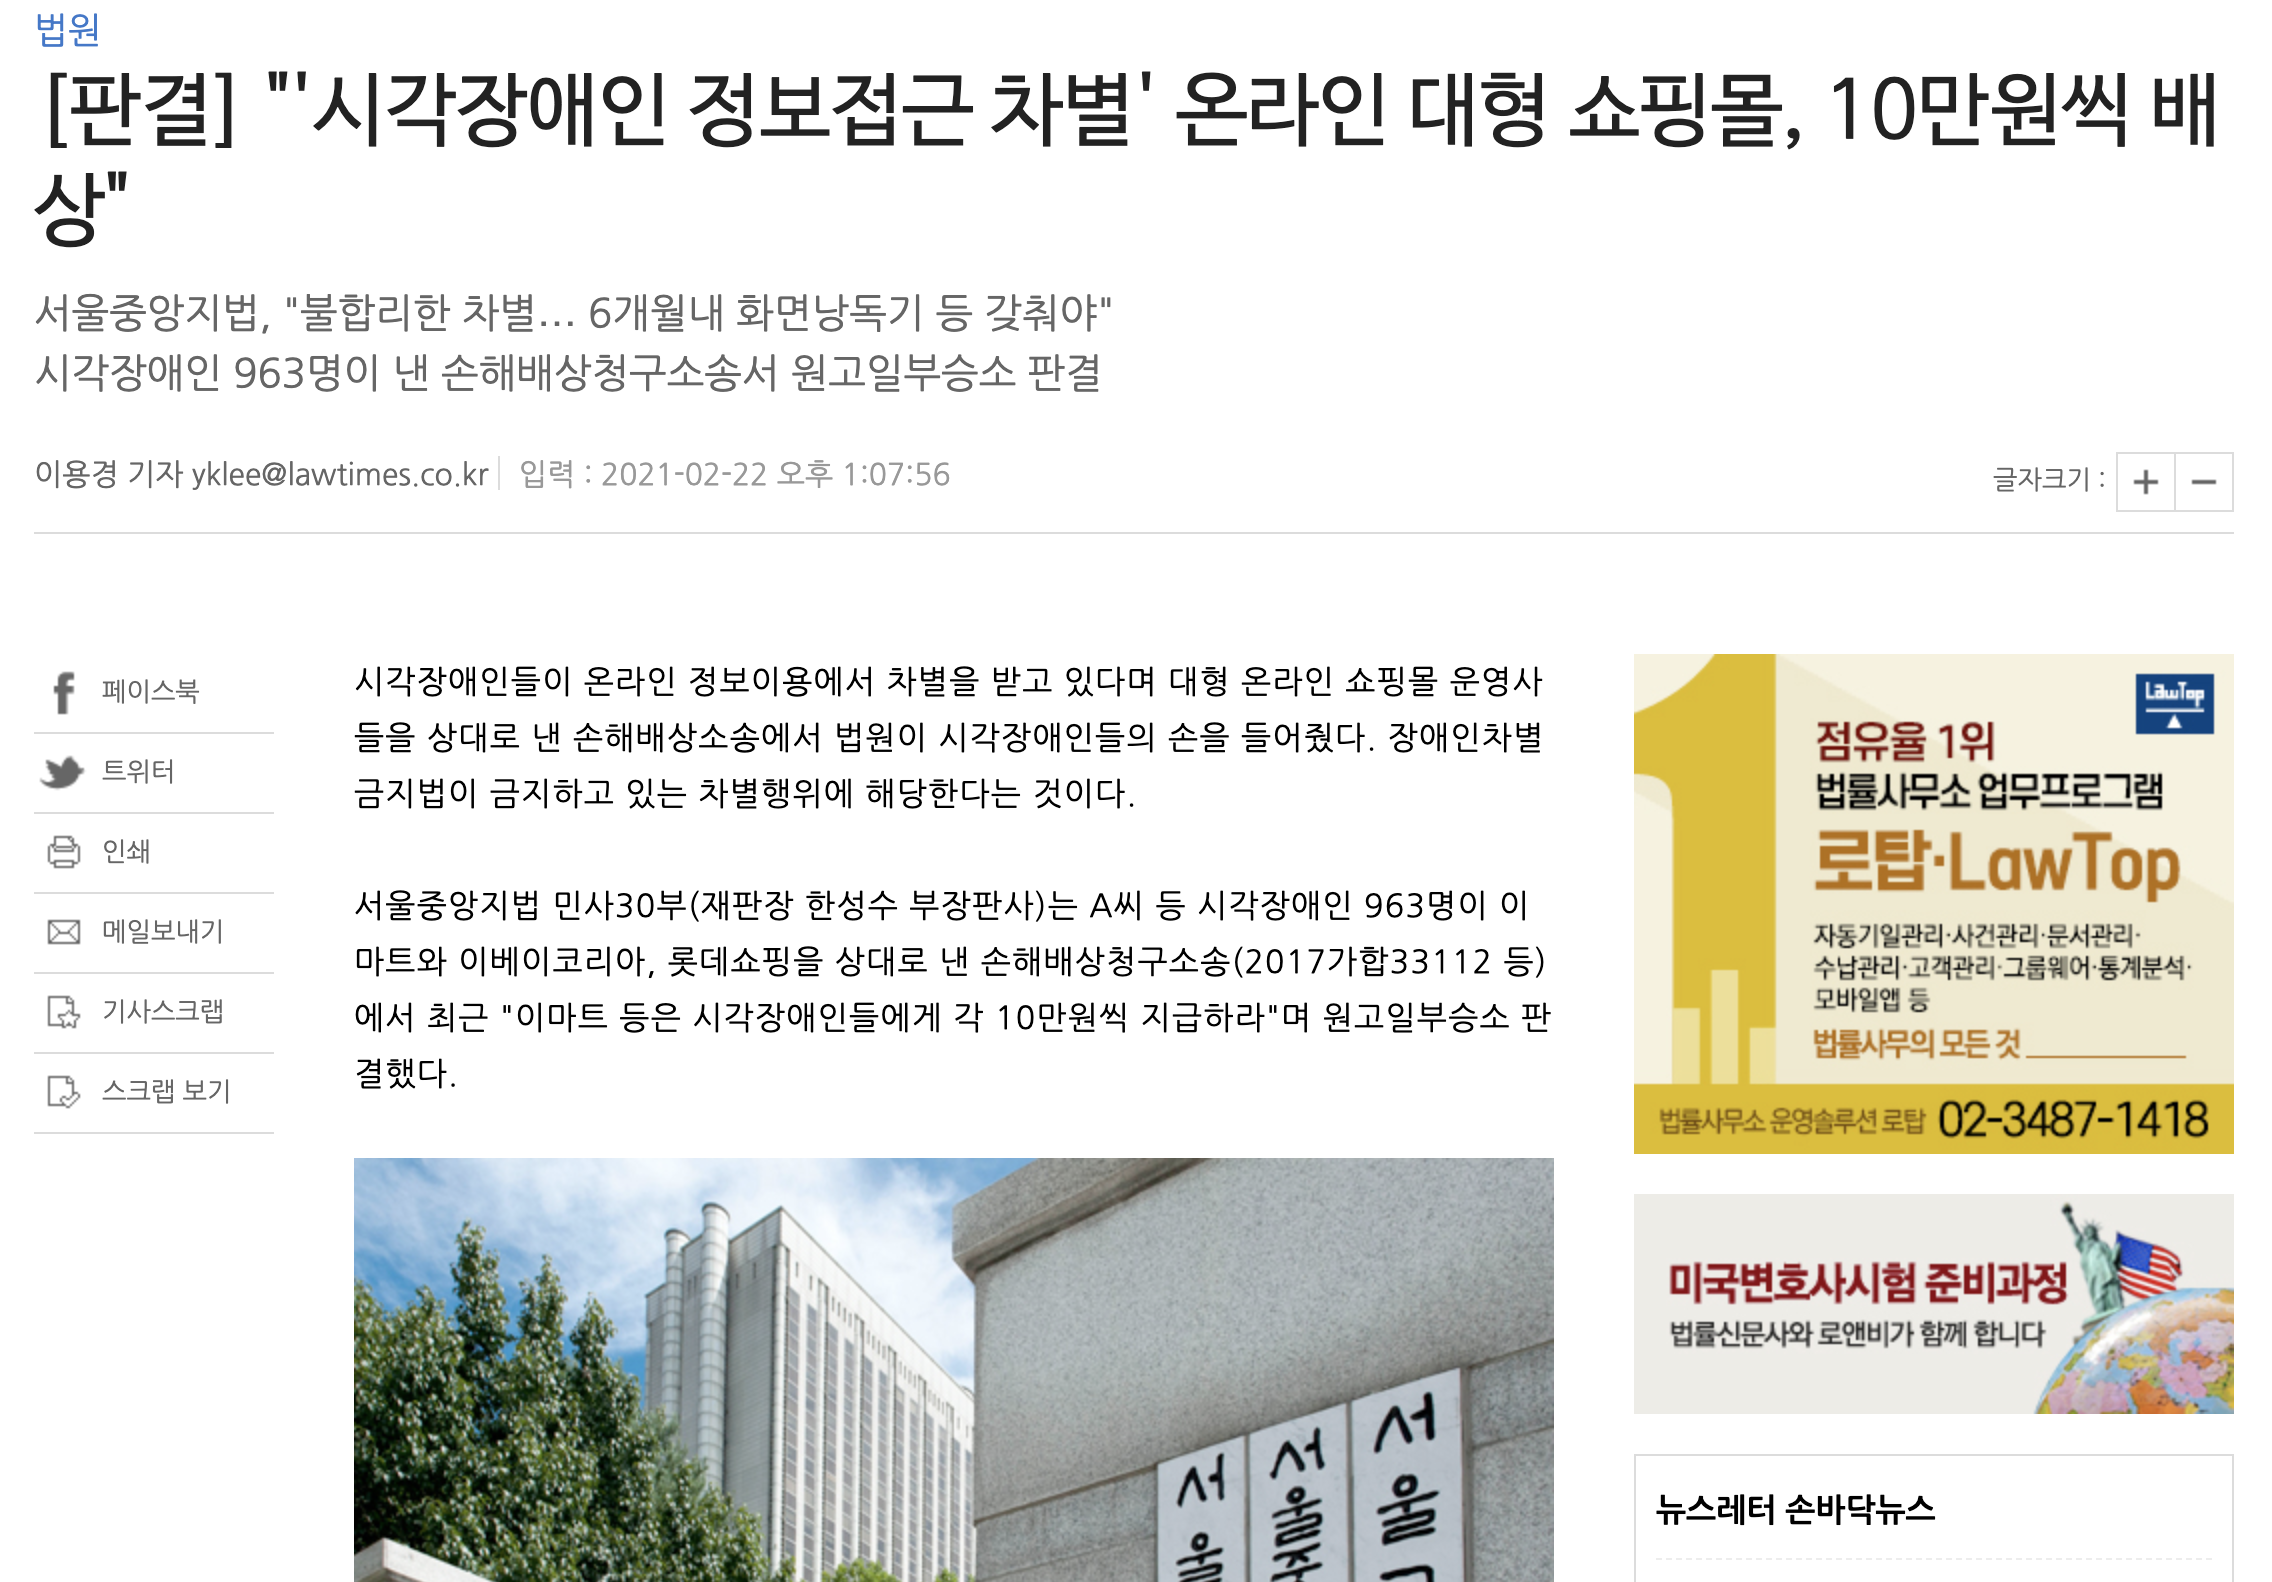 법원
[판결] "'시각장애인 정보접근 차별' 온라인 대형 쇼핑몰, 10만원씩 배
상"
서울중앙지법, "불합리한 차별… 6개월내 화면낭독기 등 갖춰야"
시각장애인 963명이 낸 손해배상청구소송서 원고일부승소 판결
이용경 기자 yklee@lawtimes.co.kr 입력 : 2021-02-22 오후 1:07:56
글자크기 : + -
페이스북
트위터
인쇄
메일보내기
기사스크랩
스크랩 보기
시각장애인들이 온라인 정보이용에서 차별을 받고 있다며 대형 온라인 쇼핑몰 운영사
들을 상대로 낸 손해배상소송에서 법원이 시각장애인들의 손을 들어줬다. 장애인차별
금지법이 금지하고 있는 차별행위에 해당한다는 것이다.
서울중앙지법 민사30부(재판장 한성수 부장판사)는 A씨 등 시각장애인 963명이 이
마트와 이베이코리아, 롯데쇼핑을 상대로 낸 손해배상청구소송(2017가합33112 등)
에서 최근 "이마트 등은 시각장애인들에게 각 10만원씩 지급하라"며 원고일부승소 판
결했다.
서울
서울중
서울고
LawTop
점유율 1위
법률사무소 업무프로그램
로탑·LawTop
자동기일관리·사건관리·문서관리·
수납관리·고객관리·그룹웨어·통계분석·
모바일앱 등
법률사무의 모든 것
법률사무소 운영솔루션 로탑 02-3487-1418
미국변호사시험 준비과정
법률신문사와 로앤비가 함께 합니다
뉴스레터 손바닥뉴스